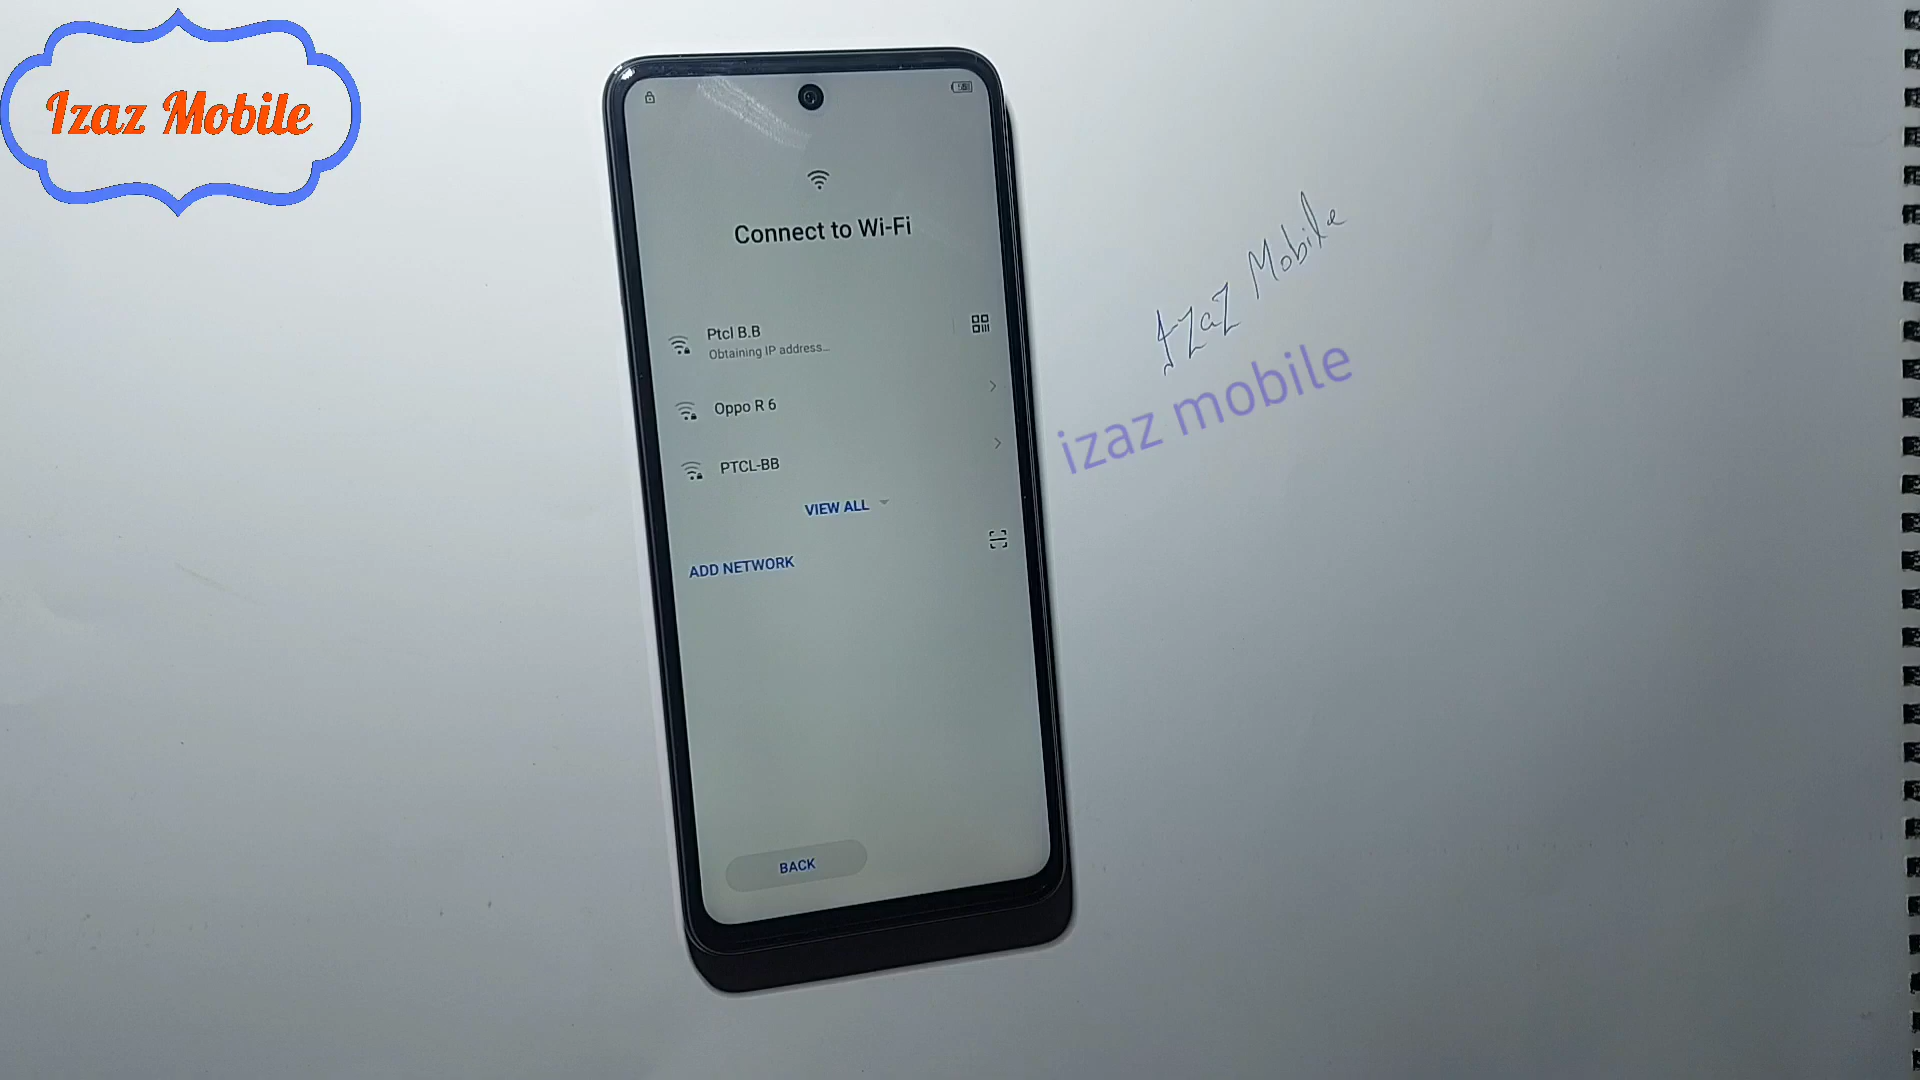 Izaz Mobile
Connect to Wi-Fi
Ptcl B.B
Obtaining IP address...
Oppo R 6
PTCL-BB
VIEW ALL
ADD NETWORK
BACK
Izaz Mobile
izaz mobile